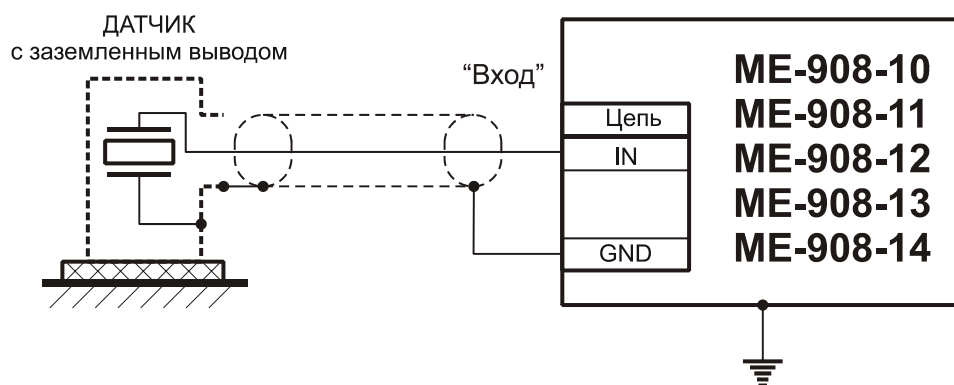 ДАТЧИК
с заземленным выводом
“Вход”
Цепь
IN
GND
ME-908-10
ME-908-11
ME-908-12
ME-908-13
ME-908-14